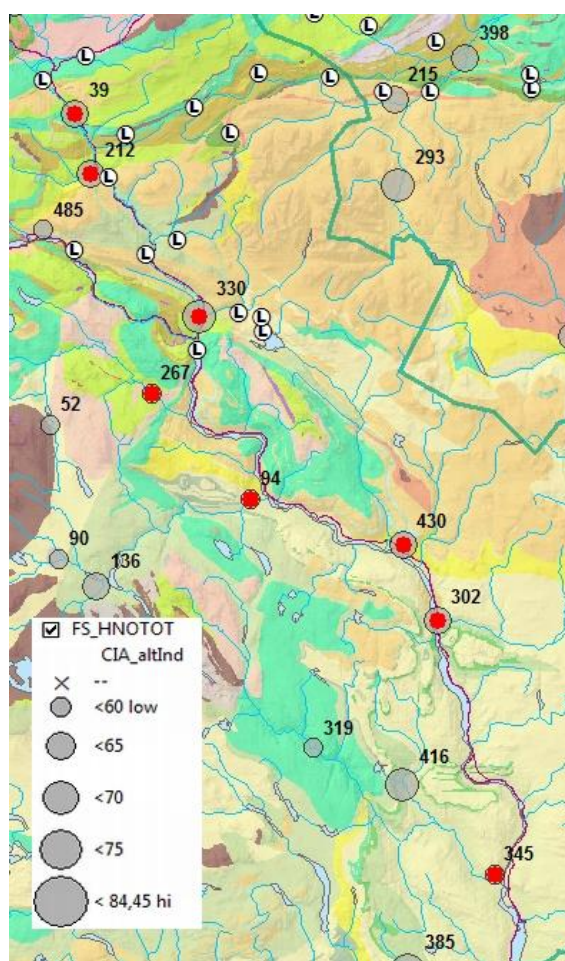 L
398
L
L
L
L
L
39
215
L
L
L
L
L
212
L
293
485
L
L
L
330
L
L
L
L
267
52
94
430
90
136
302
FS_HNOTOT
CIA_altInd
--
<60 low
<65
<70
<75
< 84,45 hi
319
416
345
385